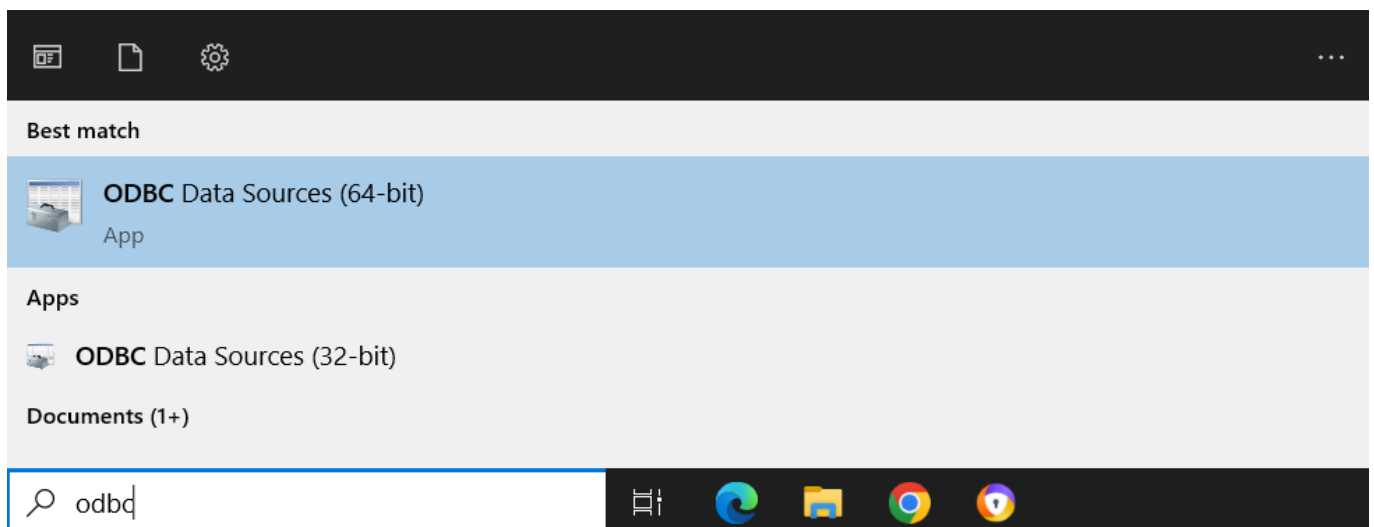 Best match
ODBC Data Sources (64-bit)
App
Apps
ODBC Data Sources (32-bit)
Documents (1+)
odbc